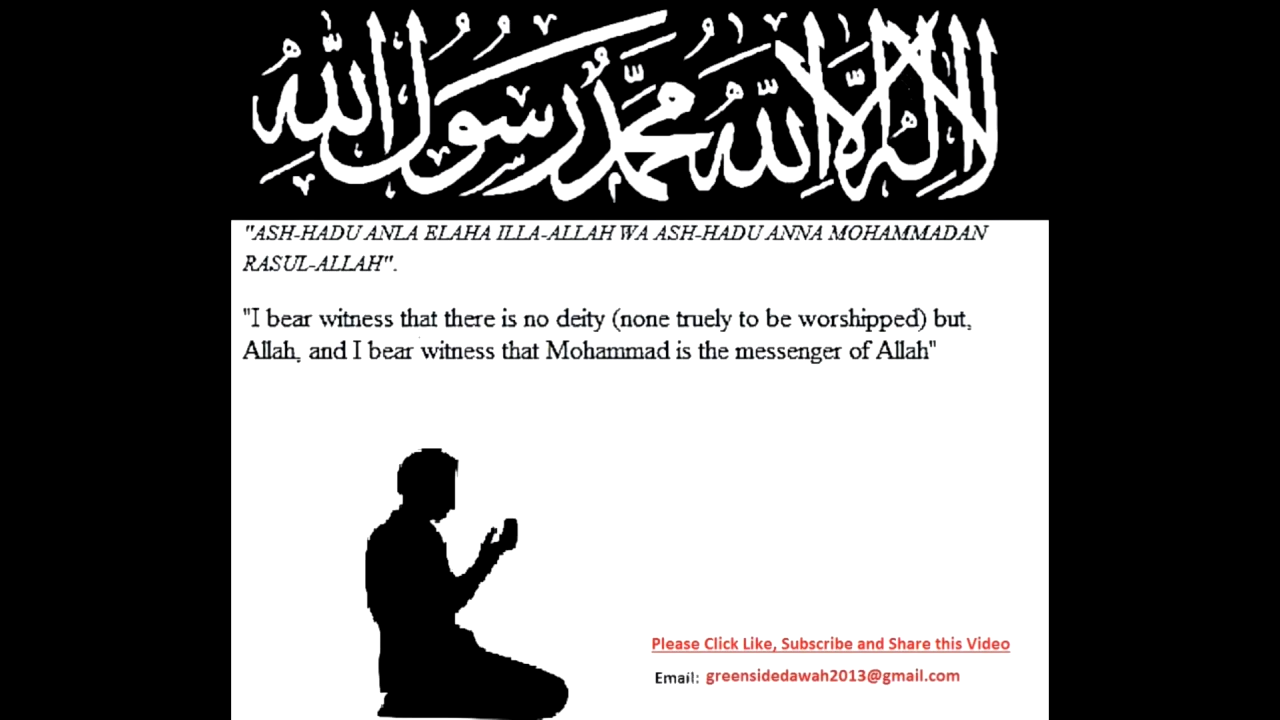 لا إله إلا الله محمد رسول الله
"ASH-HADU ANLA ELAHA ILLA-ALLAH WA ASH-HADU ANNA MOHAMMADAN
RASUL-ALLAH".
"I bear witness that there is no deity (none truely to be worshipped) but,
Allah, and I bear witness that Mohammad is the messenger of Allah"
Please Click Like, Subscribe and Share this Video
Email: greensidedawah2013@gmail.com